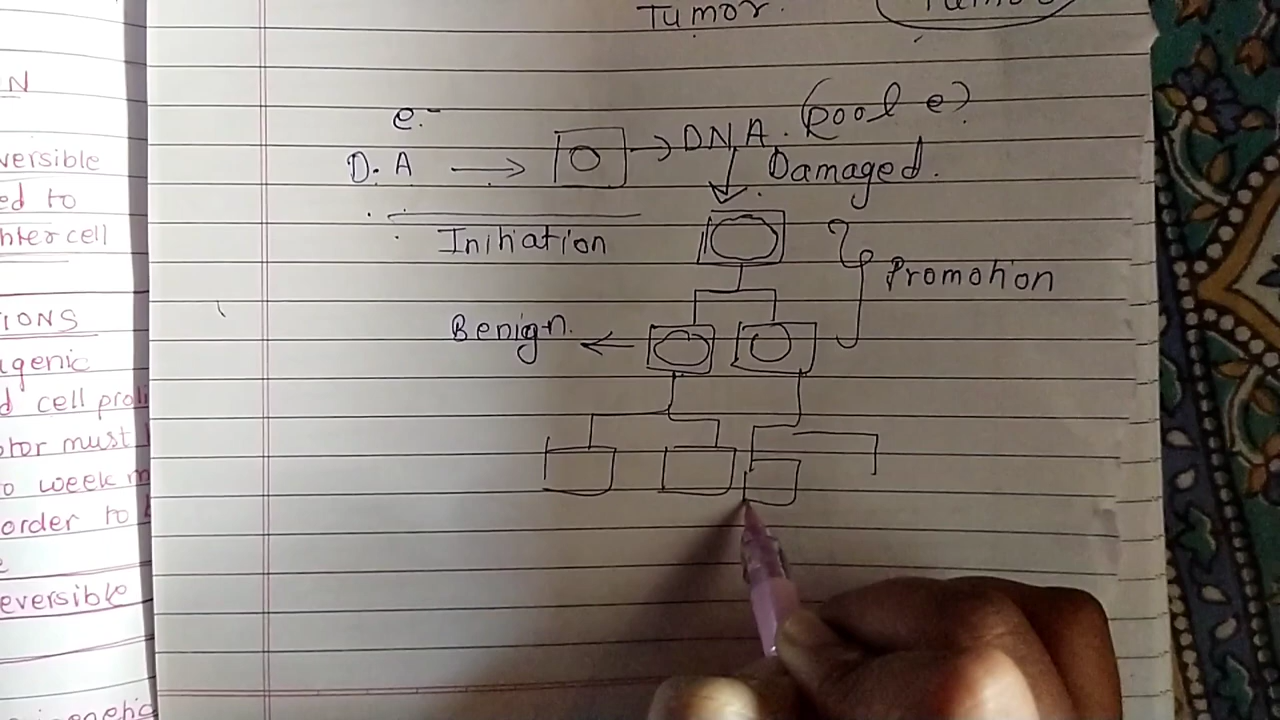 Tumor.
N
e-
DNA. (Pool e)
D.A
Damaged.
versible
ed to
hter cell
Initiation
Promotion
IONS
Benign.
genic
d cell proli
otor must
o week m
order to
e
eversible